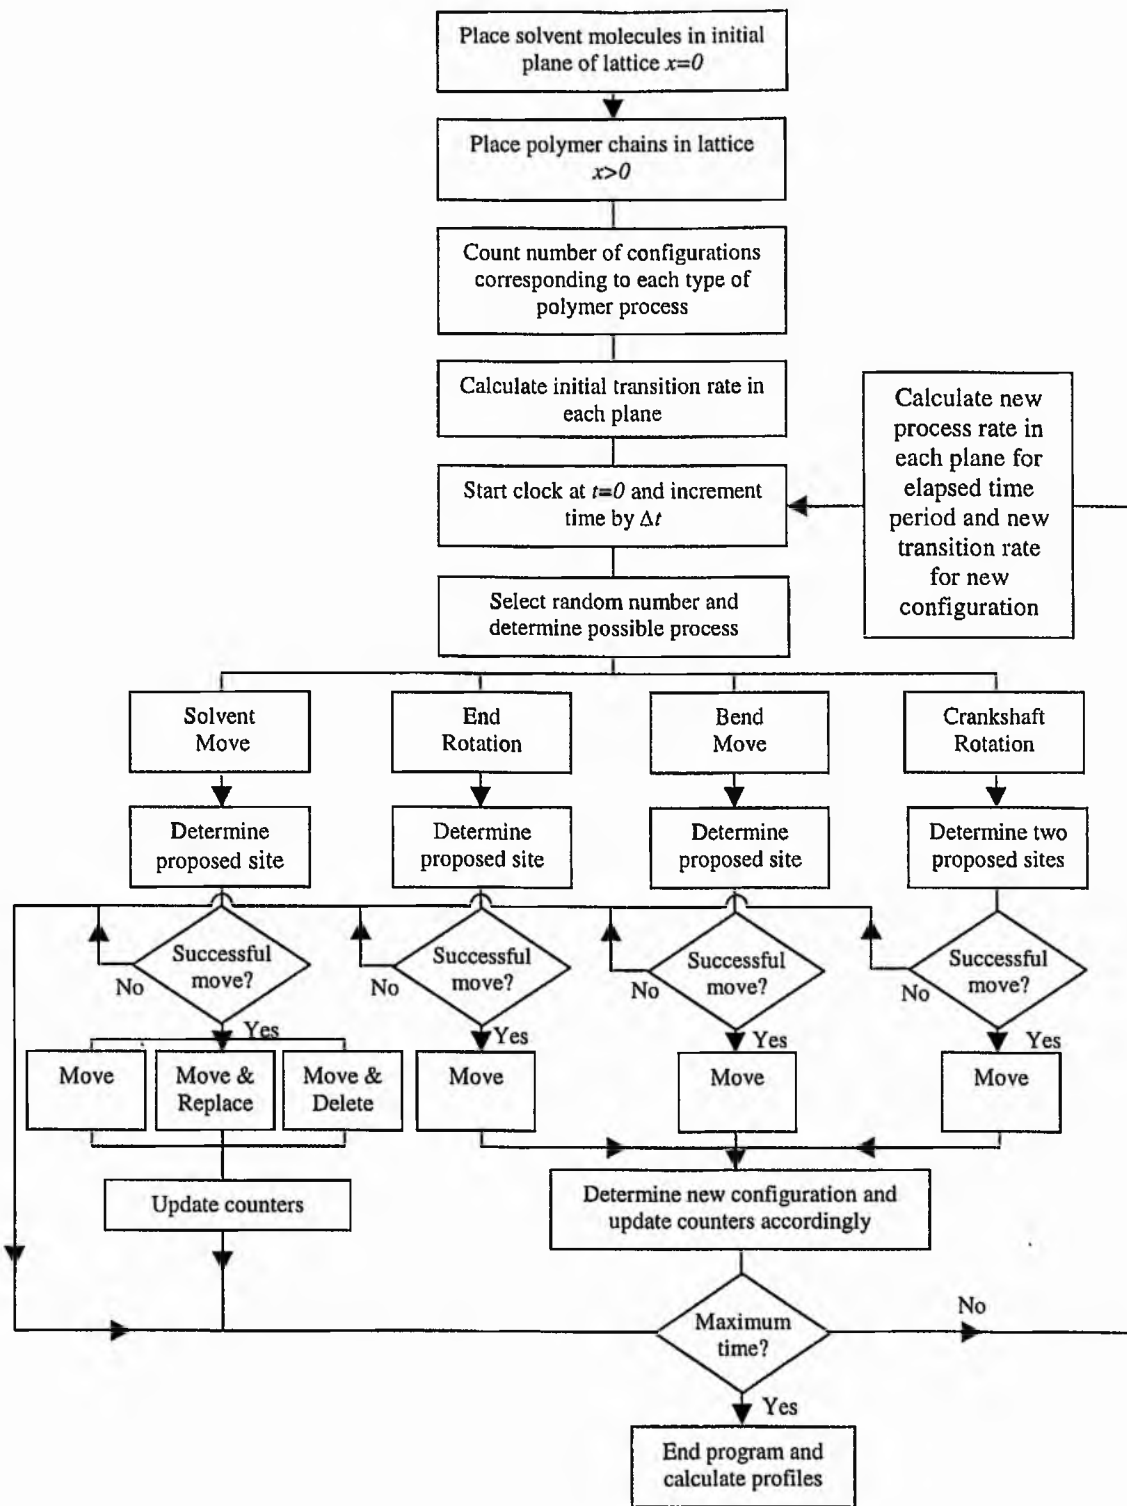 Place solvent molecules in initial
plane of lattice x=0
Place polymer chains in lattice
x>0
Count number of configurations
corresponding to each type of
polymer process
Calculate initial transition rate in
each plane
Calculate new
process rate in
each plane for
elapsed time
period and new
transition rate
for new
configuration
Start clock at t=0 and increment
time by Δt
Select random number and
determine possible process
Solvent
Move
End
Rotation
Bend
Move
Crankshaft
Rotation
Determine
proposed site
Determine
proposed site
Determine
proposed site
Determine two
proposed sites
Successful
move?
Successful
move?
Successful
move?
Successful
move?
No
No
No
No
Yes
Yes
Yes
Yes
Move
Move &
Replace
Move &
Delete
Move
Move
Move
Update counters
Determine new configuration and
update counters accordingly
Maximum
time?
No
Yes
End program and
calculate profiles